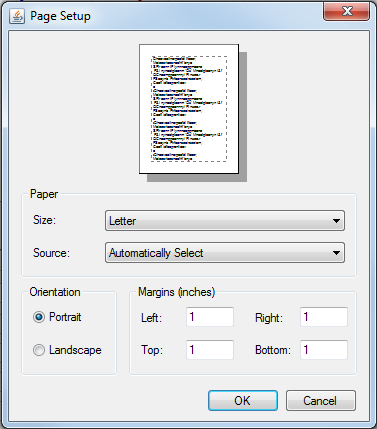 Page Setup
Paper
Size: Letter
Source: Automatically Select
Orientation
Portrait
Landscape
Margins (inches)
Left: 1 Right: 1
Top: 1 Bottom: 1
OK Cancel